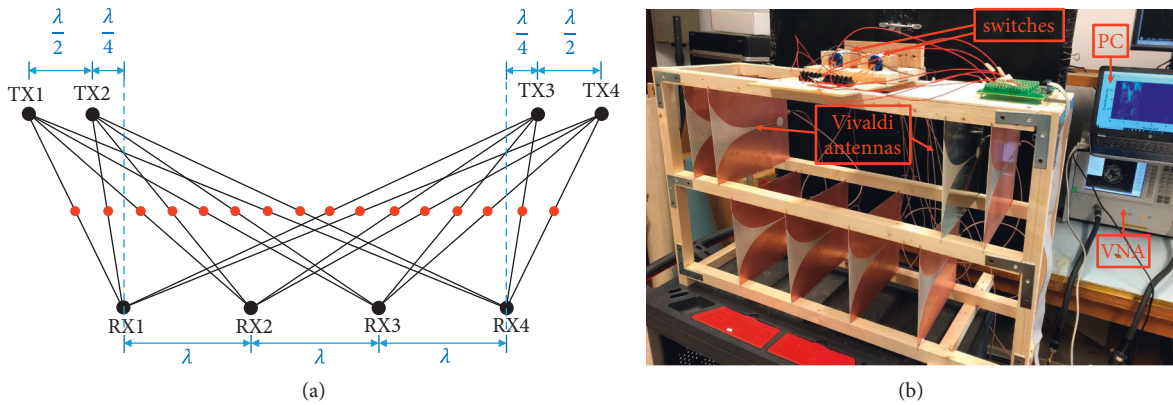 λ/2 λ/4 λ/4 λ/2
TX1 TX2 TX3 TX4
RX1 RX2 RX3 RX4
λ λ λ
(a)
switches
PC
Vivaldi
antennas
VNA
(b)